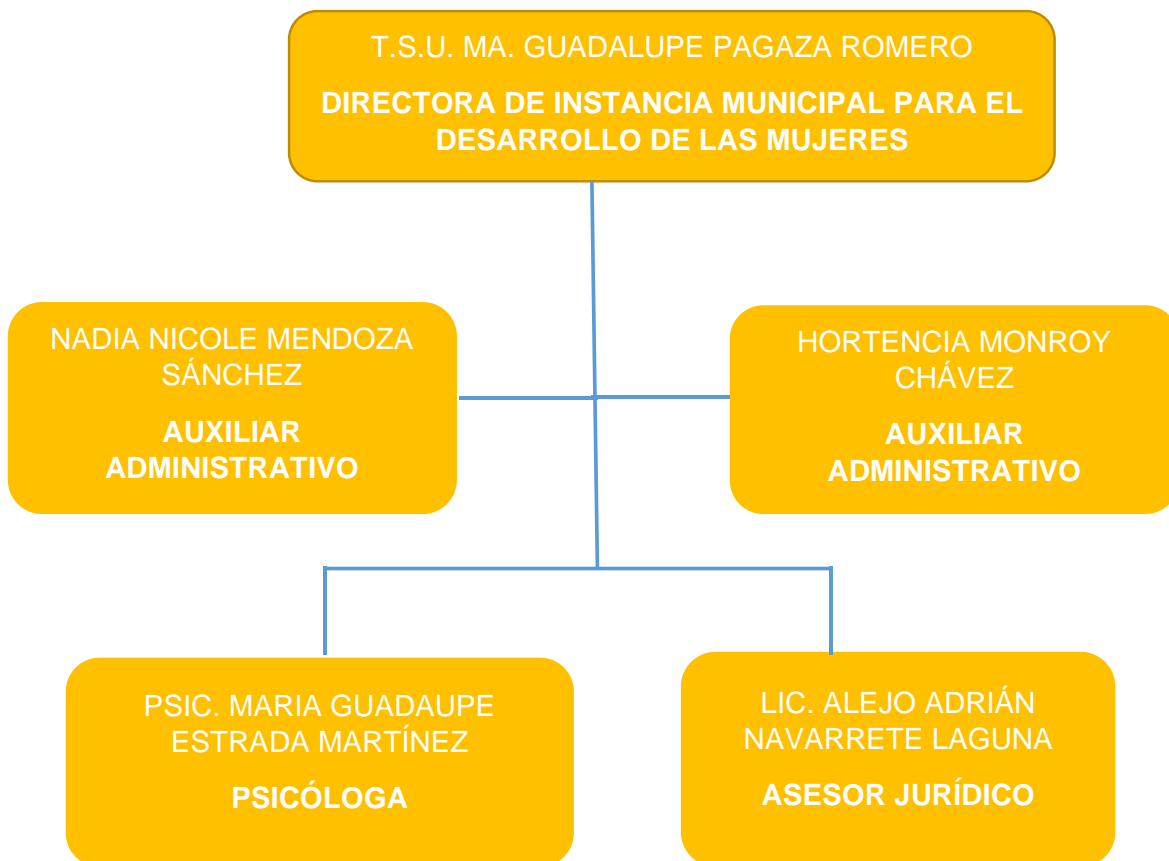 T.S.U. MA. GUADALUPE PAGAZA ROMERO
DIRECTORA DE INSTANCIA MUNICIPAL PARA EL
DESARROLLO DE LAS MUJERES
NADIA NICOLE MENDOZA
SÁNCHEZ
AUXILIAR
ADMINISTRATIVO
HORTENCIA MONROY
CHÁVEZ
AUXILIAR
ADMINISTRATIVO
PSIC. MARIA GUADAUPE
ESTRADA MARTÍNEZ
PSICÓLOGA
LIC. ALEJO ADRIÁN
NAVARRETE LAGUNA
ASESOR JURÍDICO